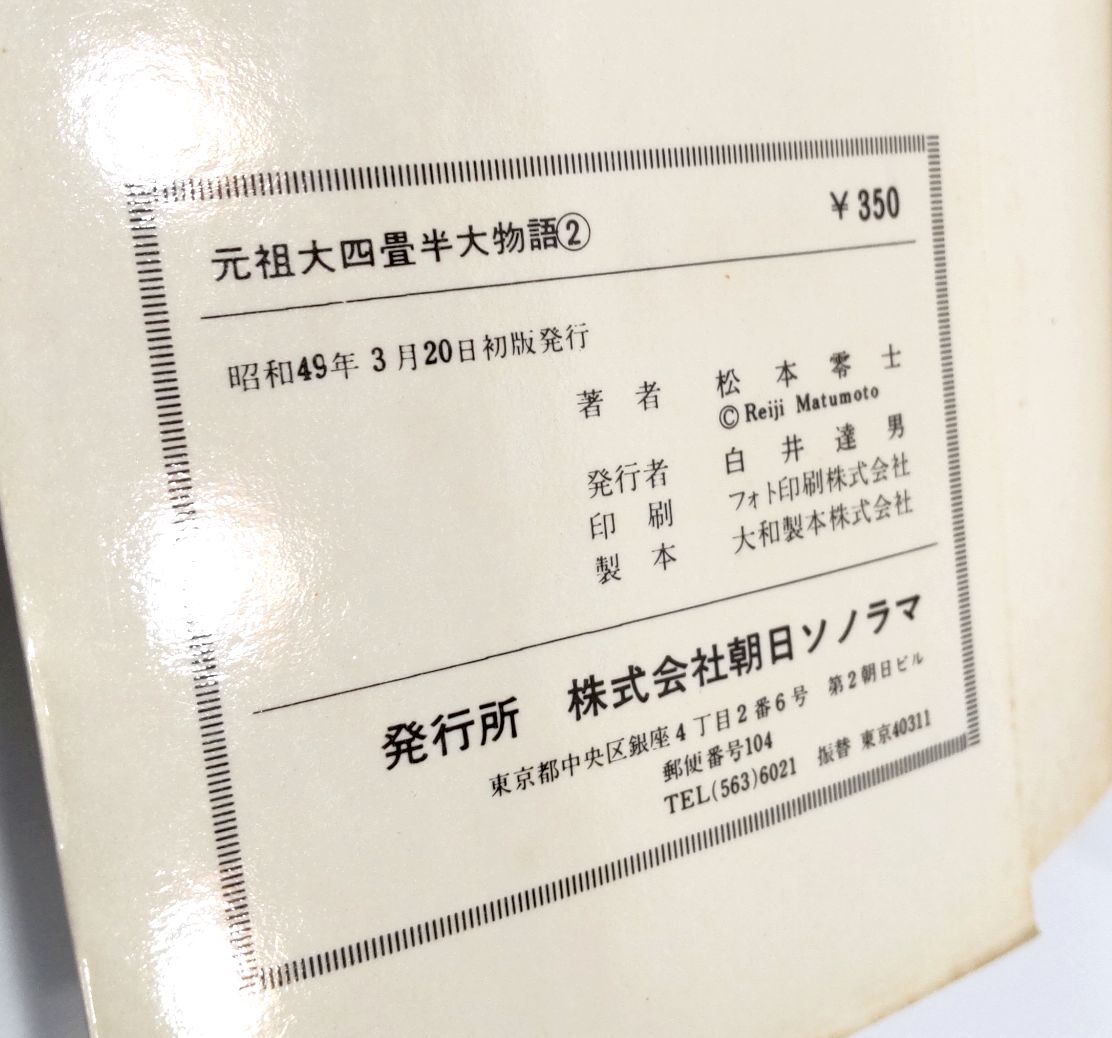 元祖大四畳半大物語② ￥350
昭和49年3月20日初版発行
著者 松本零士
©Reiji Matumoto
発行者 白井達男
印刷 フォト印刷株式会社
製本 大和製本株式会社
発行所 株式会社朝日ソノラマ
東京都中央区銀座4丁目2番6号 第2朝日ビル
郵便番号104
TEL(563)6021 振替 東京40311